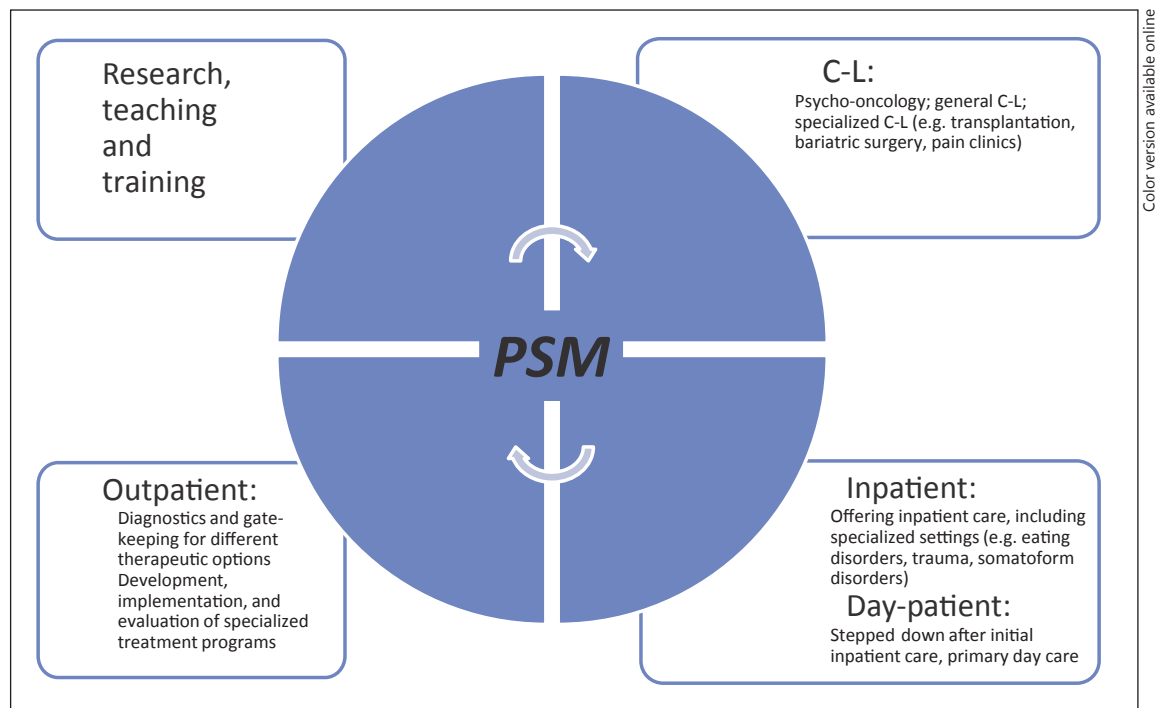 Research,
teaching
and
training
C-L:
Psycho-oncology; general C-L;
specialized C-L (e.g. transplantation,
bariatric surgery, pain clinics)
PSM
Outpatient:
Diagnostics and gate-
keeping for different
therapeutic options
Development,
implementation, and
evaluation of specialized
treatment programs
Inpatient:
Offering inpatient care, including
specialized settings (e.g. eating
disorders, trauma, somatoform
disorders)
Day-patient:
Stepped down after initial
inpatient care, primary day care
Color version available online